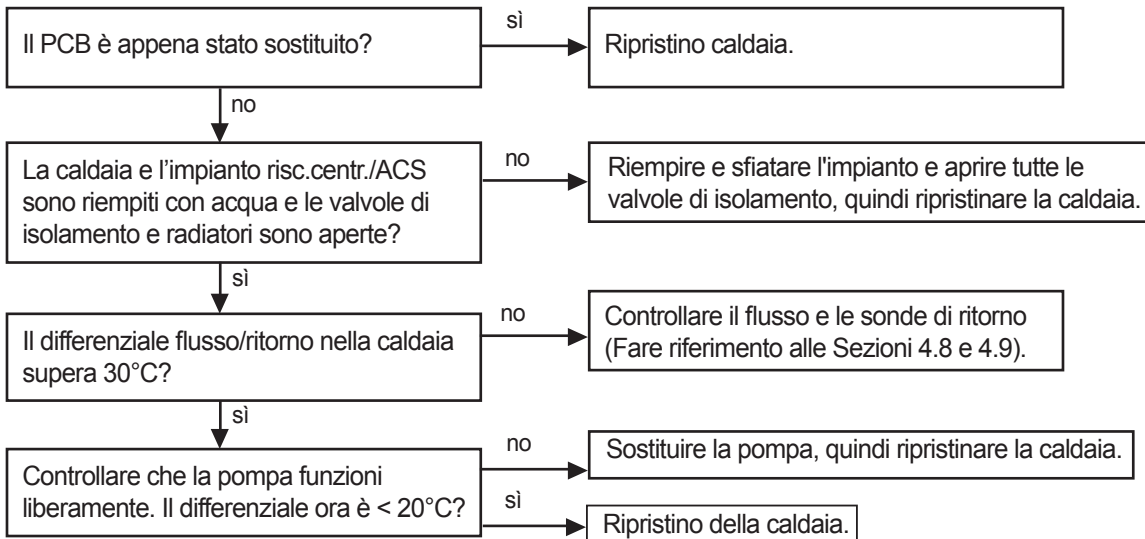 Il PCB è appena stato sostituito?
sì
Ripristino caldaia.
no
La caldaia e l’impianto risc.centr./ACS
sono riempiti con acqua e le valvole di
isolamento e radiatori sono aperte?
no
Riempire e sfiatare l'impianto e aprire tutte le
valvole di isolamento, quindi ripristinare la caldaia.
sì
Il differenziale flusso/ritorno nella caldaia
supera 30°C?
no
Controllare il flusso e le sonde di ritorno
(Fare riferimento alle Sezioni 4.8 e 4.9).
sì
Controllare che la pompa funzioni
liberamente. Il differenziale ora è < 20°C?
no
Sostituire la pompa, quindi ripristinare la caldaia.
sì
Ripristino della caldaia.